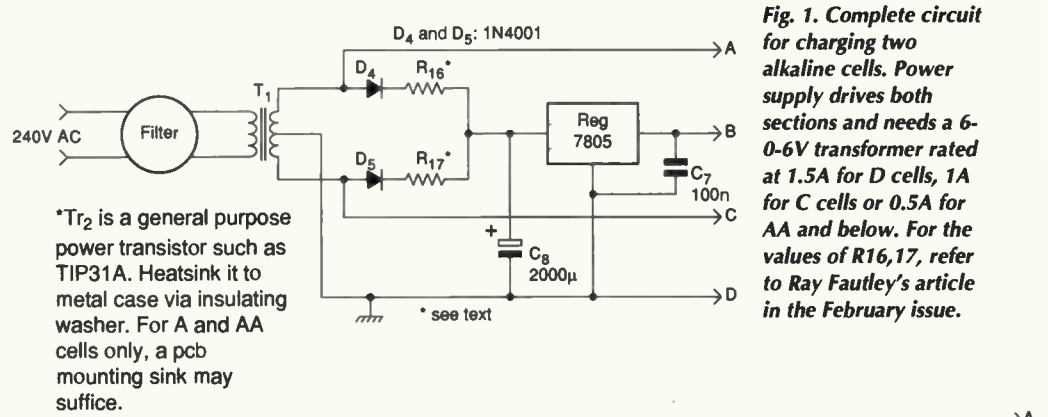 D4 and D5: 1N4001
A
D4
R16*
T1
240V AC
Filter
Reg
7805
B
D5
R17*
C7
100n
C
+
C8
2000µ
D
* see text
*Tr2 is a general purpose
power transistor such as
TIP31A. Heatsink it to
metal case via insulating
washer. For A and AA
cells only, a pcb
mounting sink may
suffice.
Fig. 1. Complete circuit
for charging two
alkaline cells. Power
supply drives both
sections and needs a 6-
0-6V transformer rated
at 1.5A for D cells, 1A
for C cells or 0.5A for
AA and below. For the
values of R16,17, refer
to Ray Fautley's article
in the February issue.
A